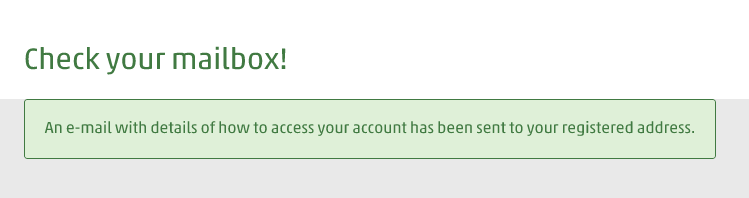 Check your mailbox!
An e-mail with details of how to access your account has been sent to your registered address.